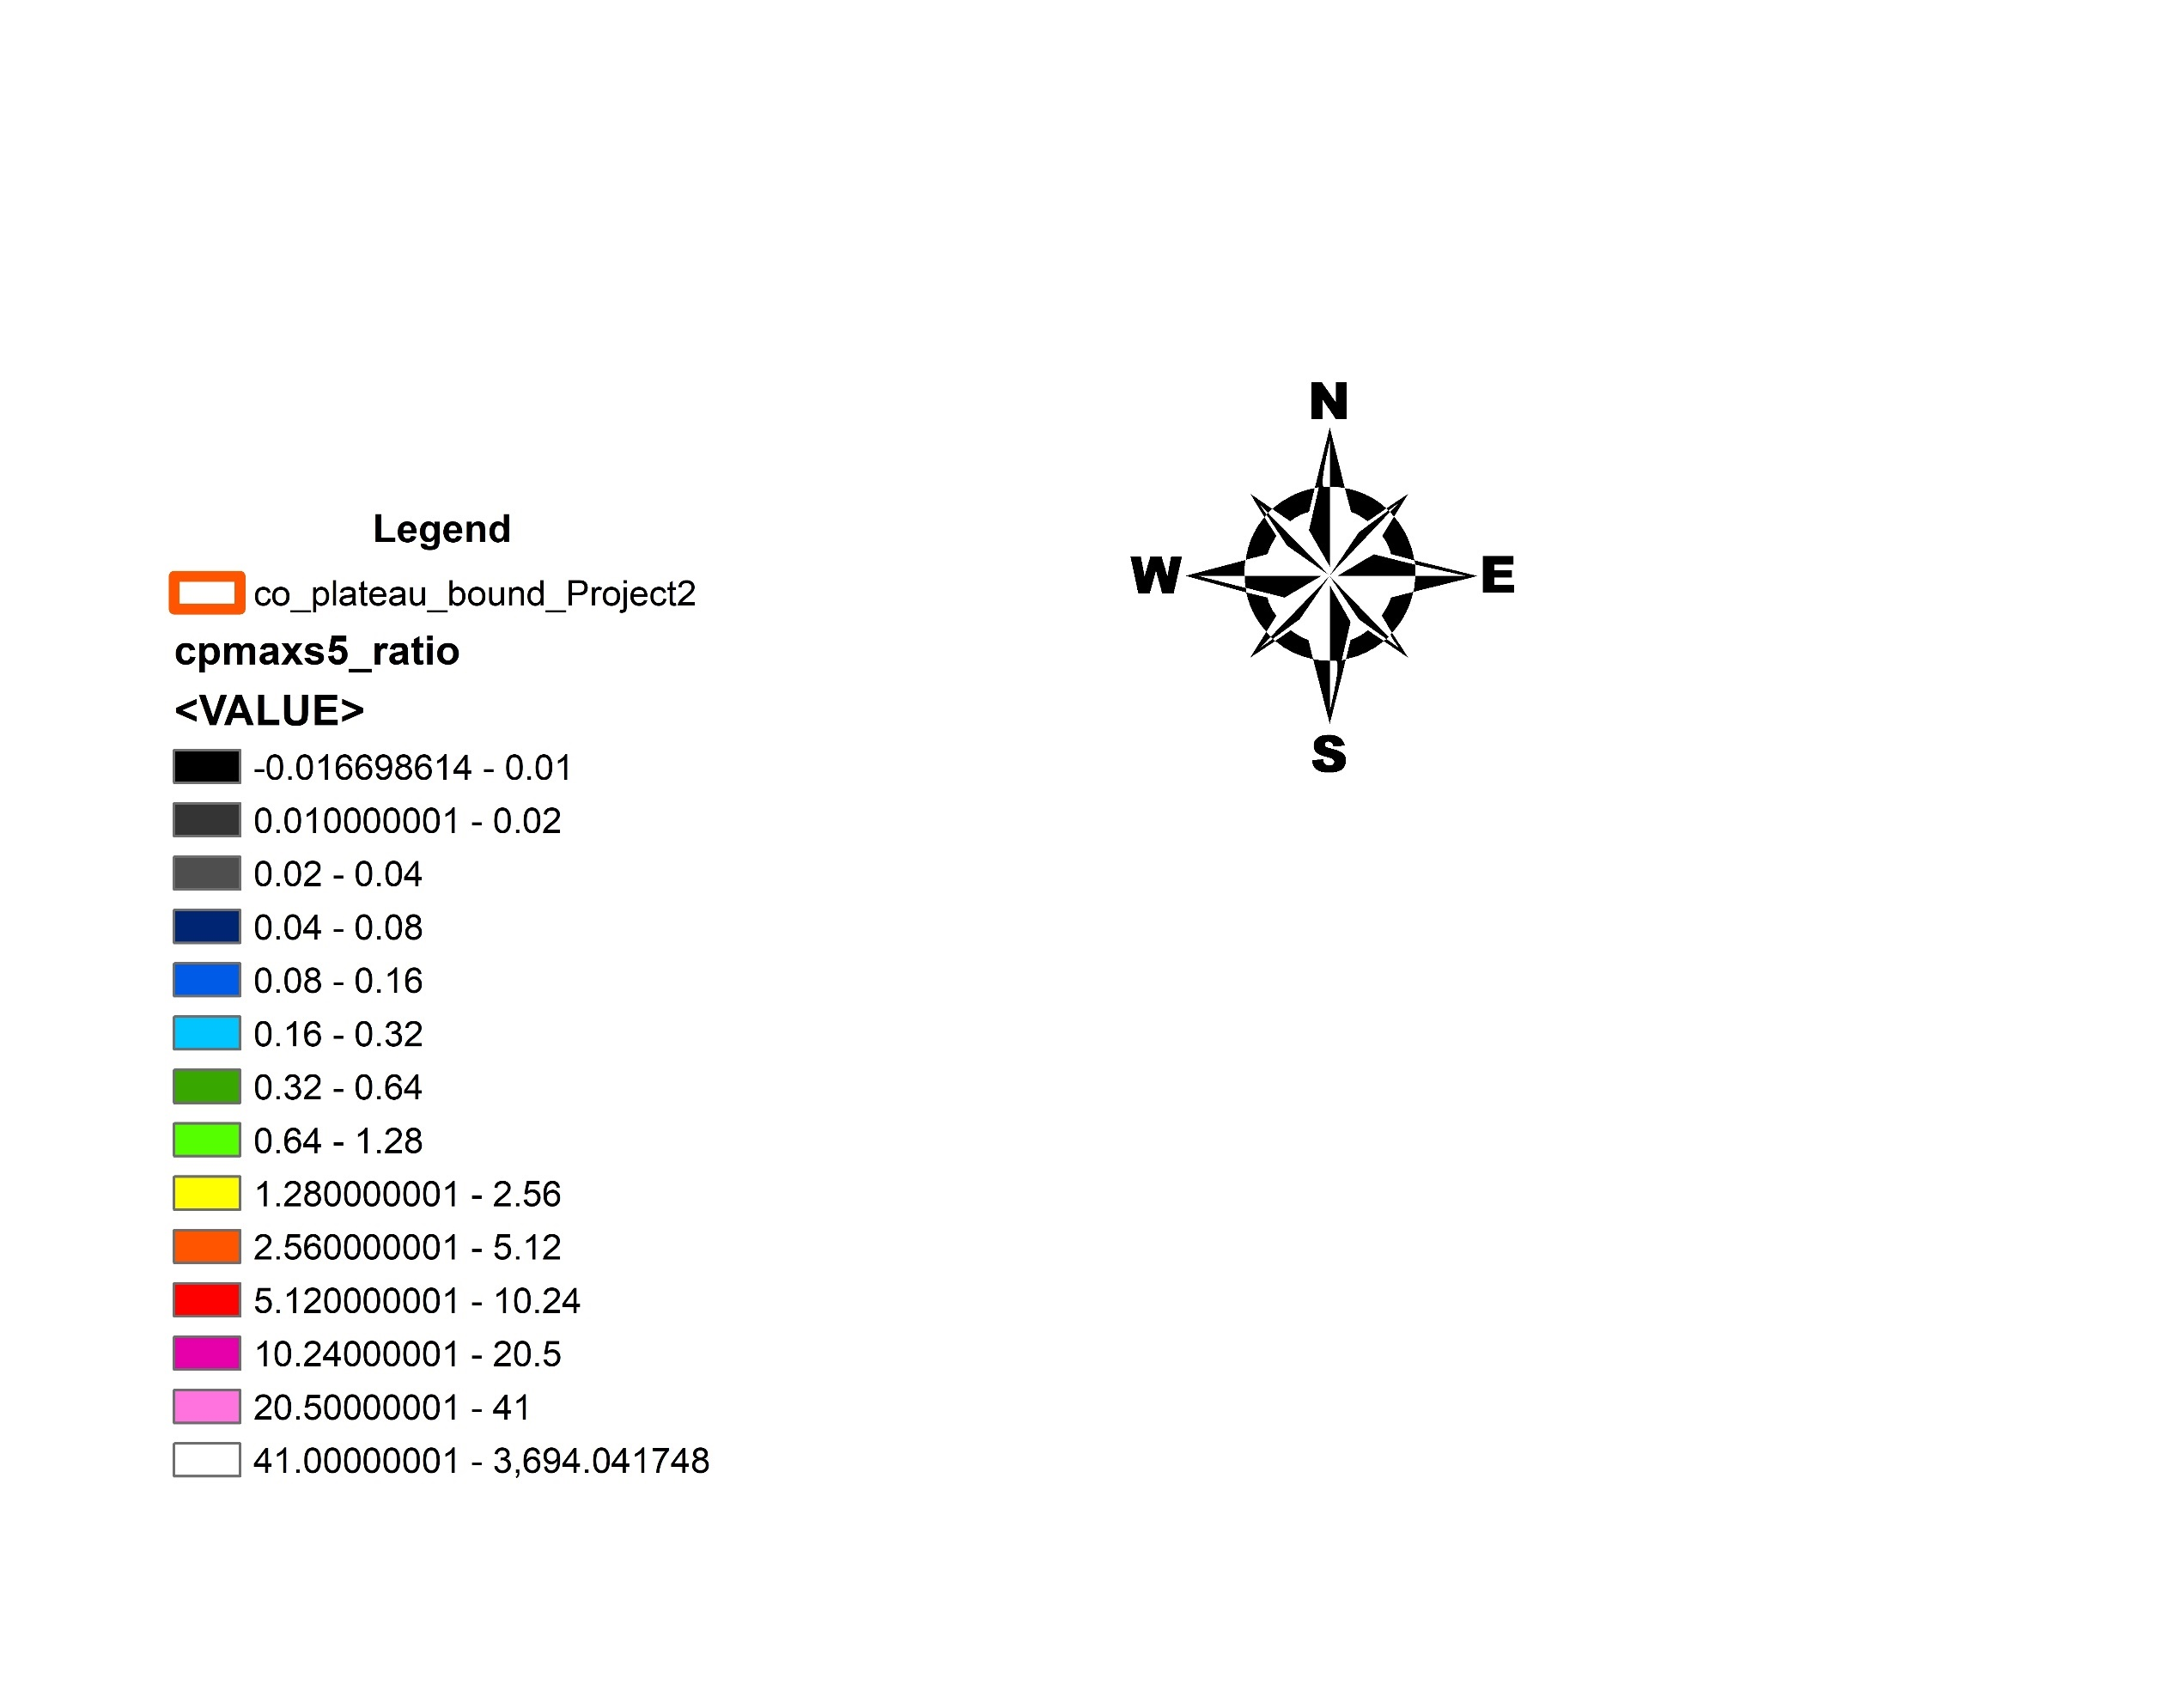 N
W E
S
Legend
co_plateau_bound_Project2
cpmaxs5_ratio
<VALUE>
-0.016698614 - 0.01
0.010000001 - 0.02
0.02 - 0.04
0.04 - 0.08
0.08 - 0.16
0.16 - 0.32
0.32 - 0.64
0.64 - 1.28
1.280000001 - 2.56
2.560000001 - 5.12
5.120000001 - 10.24
10.24000001 - 20.5
20.50000001 - 41
41.00000001 - 3,694.041748